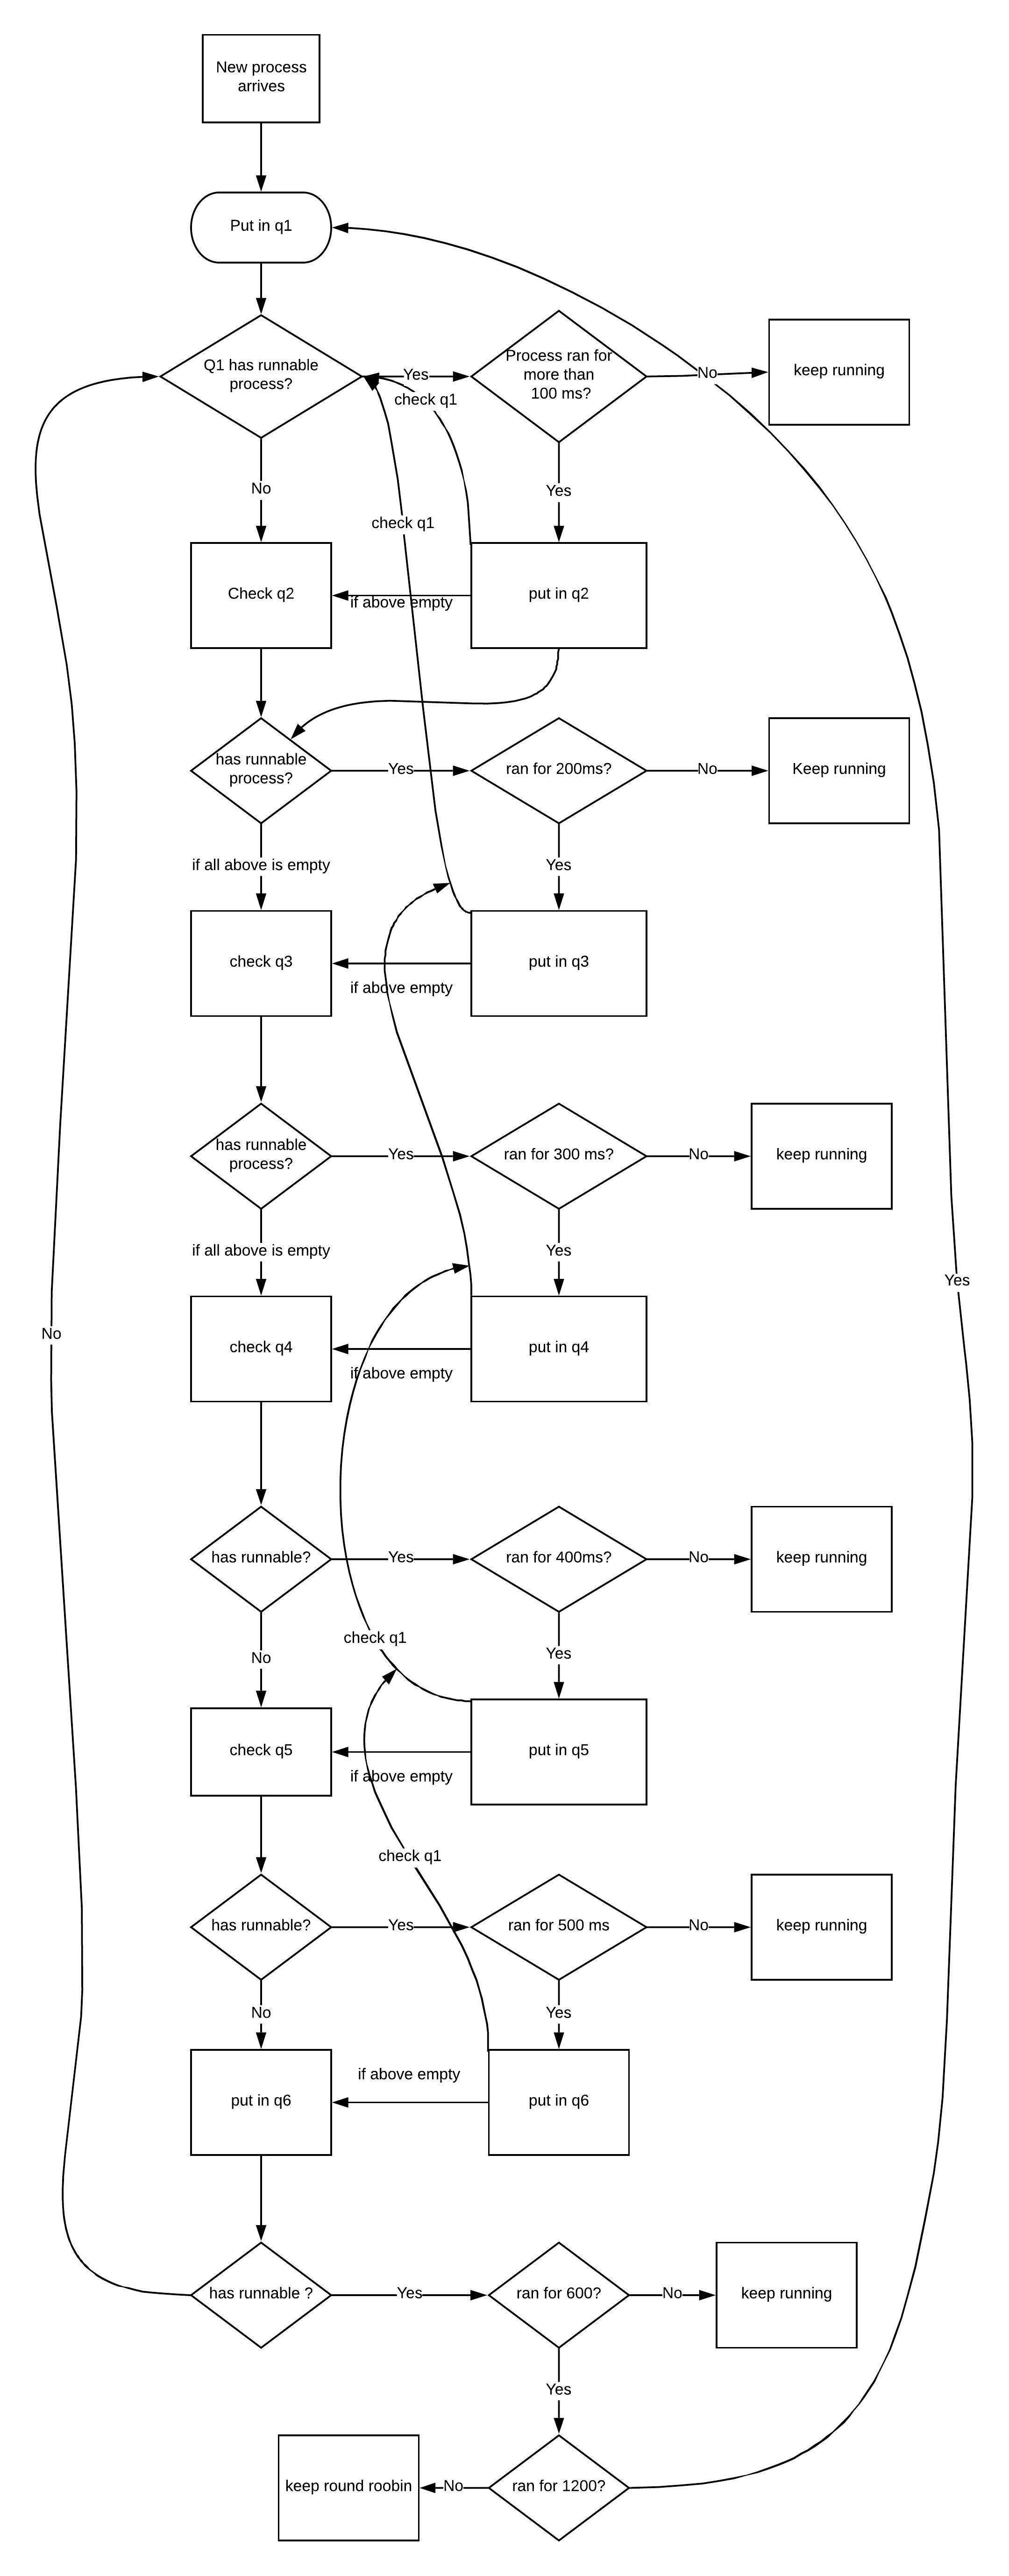 New process
arrives
Put in q1
Q1 has runnable
process?
Yes
Process ran for
more than
100 ms?
No
keep running
check q1
No
Yes
check q1
Check q2
if above empty
put in q2
has runnable
process?
Yes
ran for 200ms?
No
Keep running
if all above is empty
Yes
check q3
if above empty
put in q3
has runnable
process?
Yes
ran for 300 ms?
No
keep running
if all above is empty
Yes
Yes
No
check q4
if above empty
put in q4
has runnable?
Yes
ran for 400ms?
No
keep running
check q1
No
Yes
check q5
if above empty
put in q5
check q1
has runnable?
Yes
ran for 500 ms
No
keep running
No
Yes
put in q6
if above empty
put in q6
has runnable ?
Yes
ran for 600?
No
keep running
Yes
keep round roobin
No
ran for 1200?